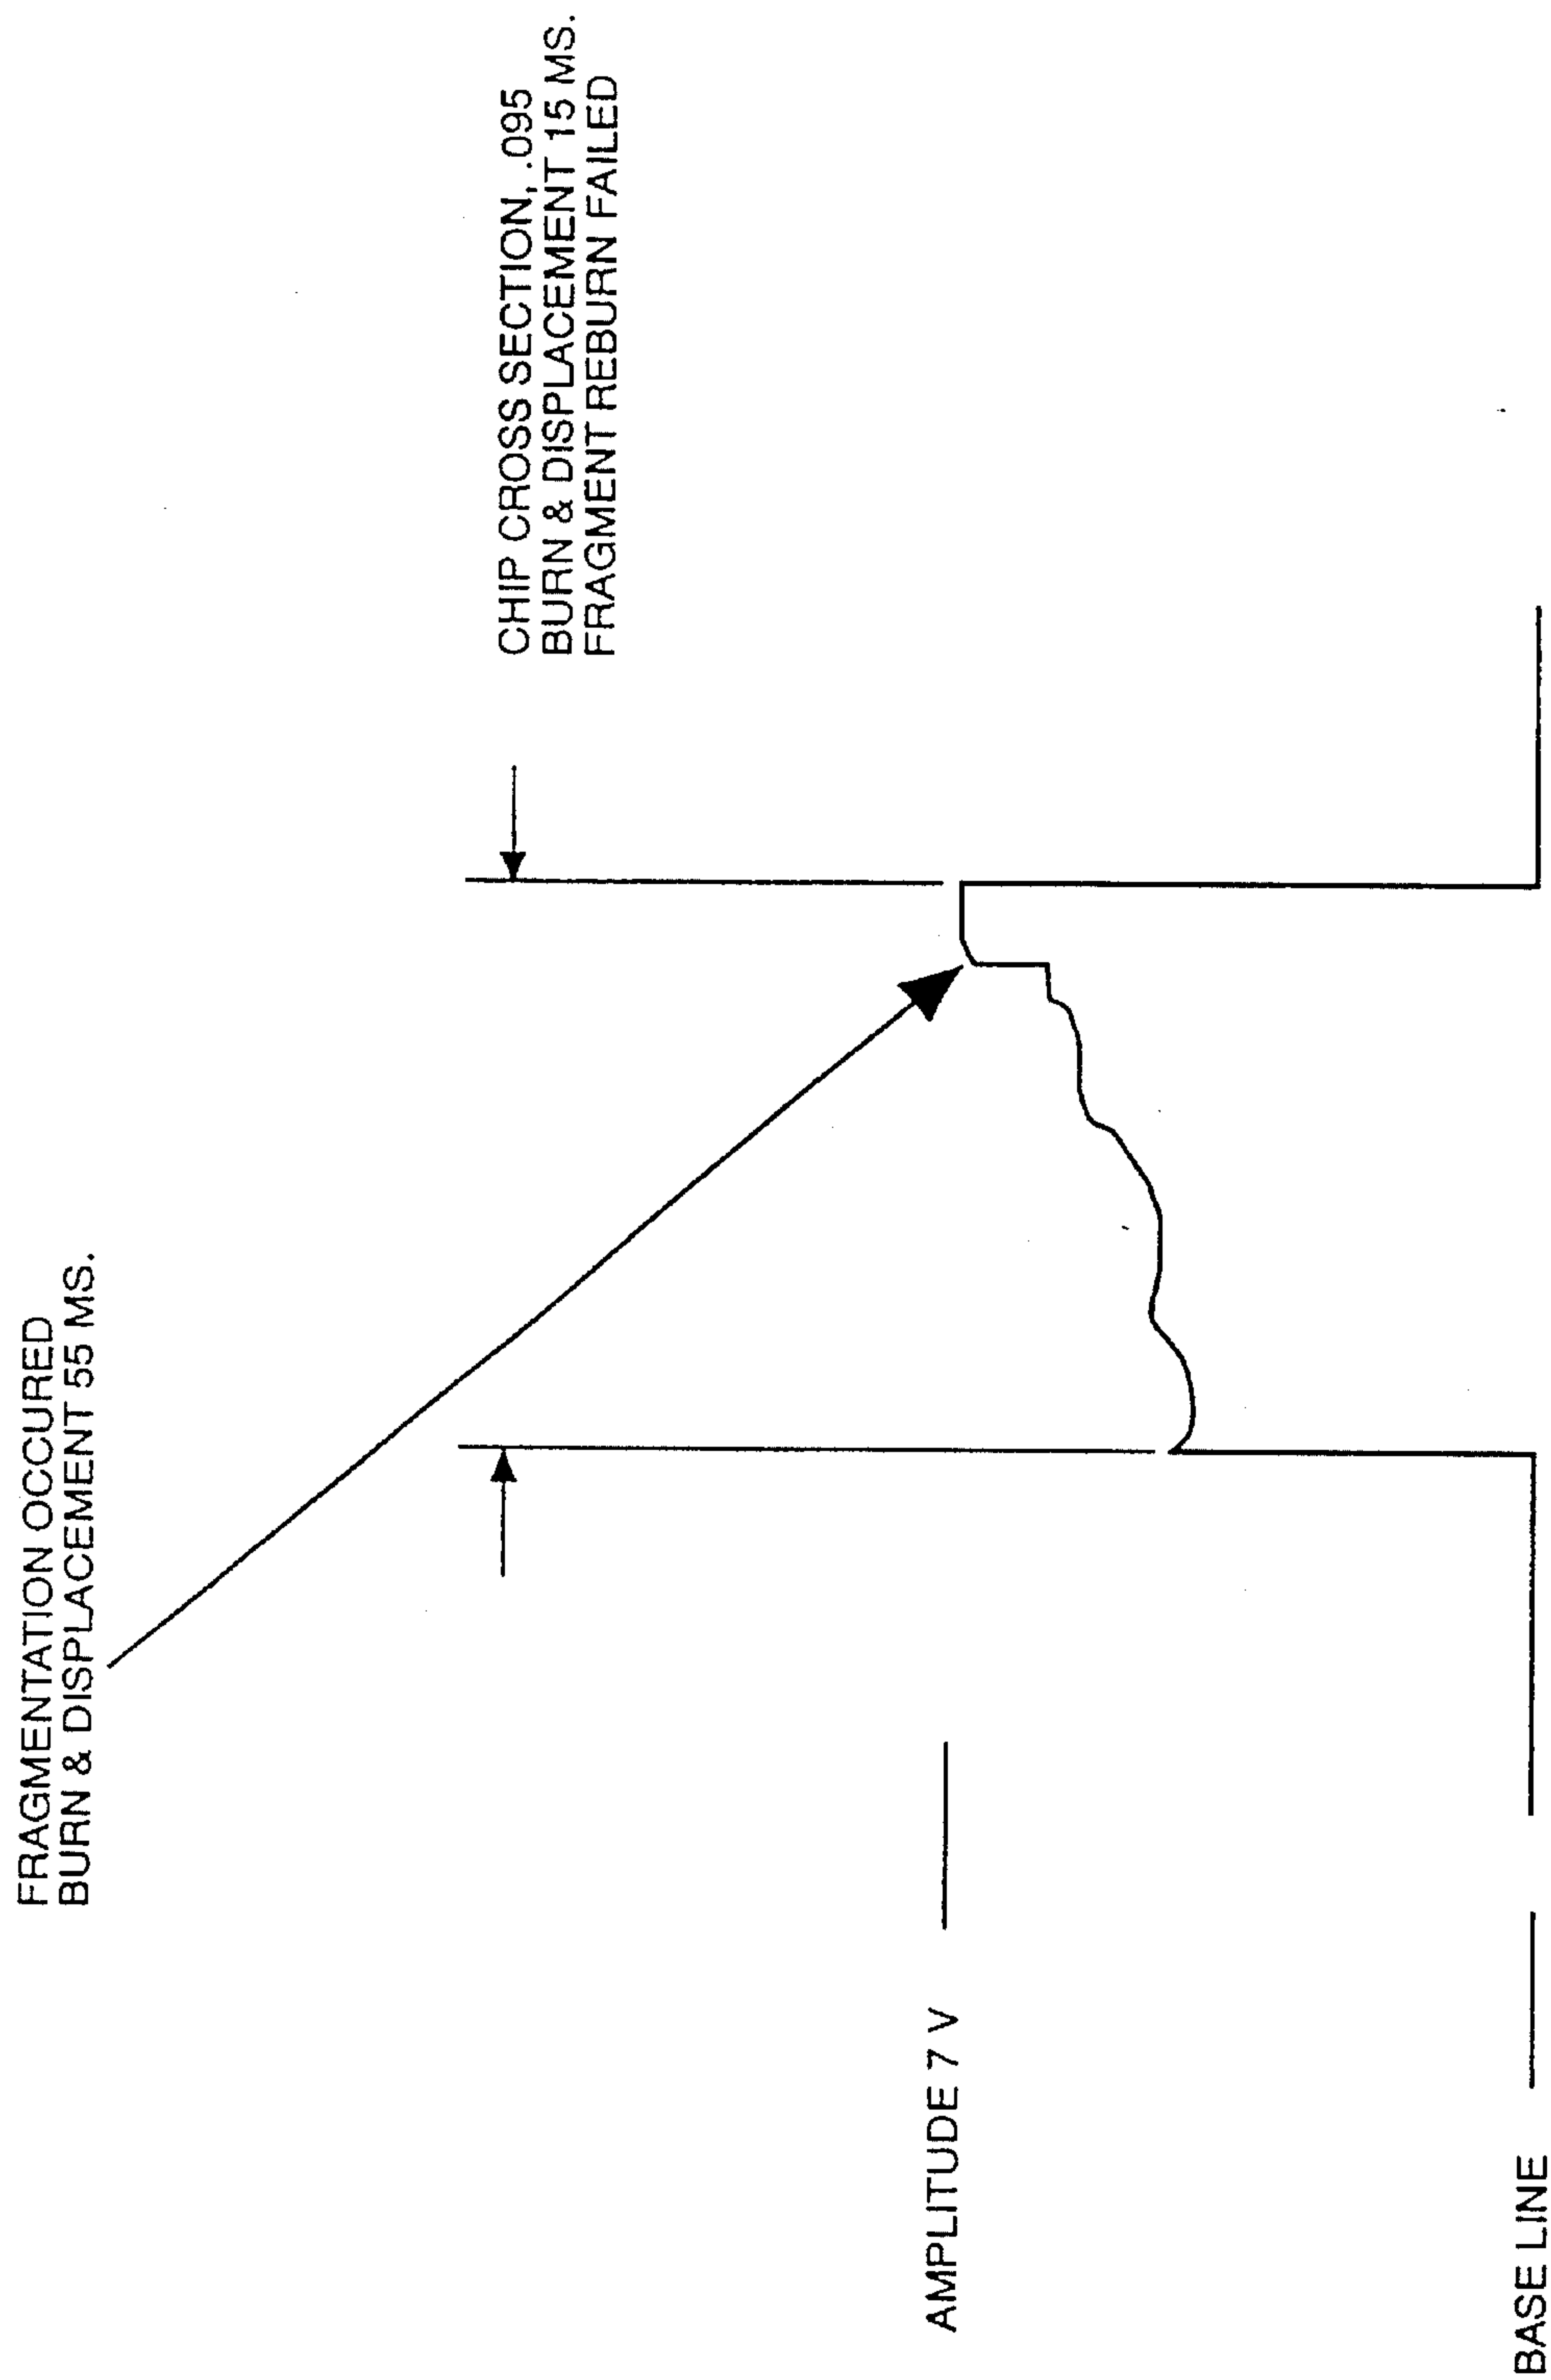 FRAGMENTATION OCCURED
BURN & DISPLACEMENT 55 MS.
CHIP CROSS SECTION, .095
BURN & DISPLACEMENT 15 MS.
FRAGMENT REBURN FAILED
AMPLITUDE 7 V
BASE LINE